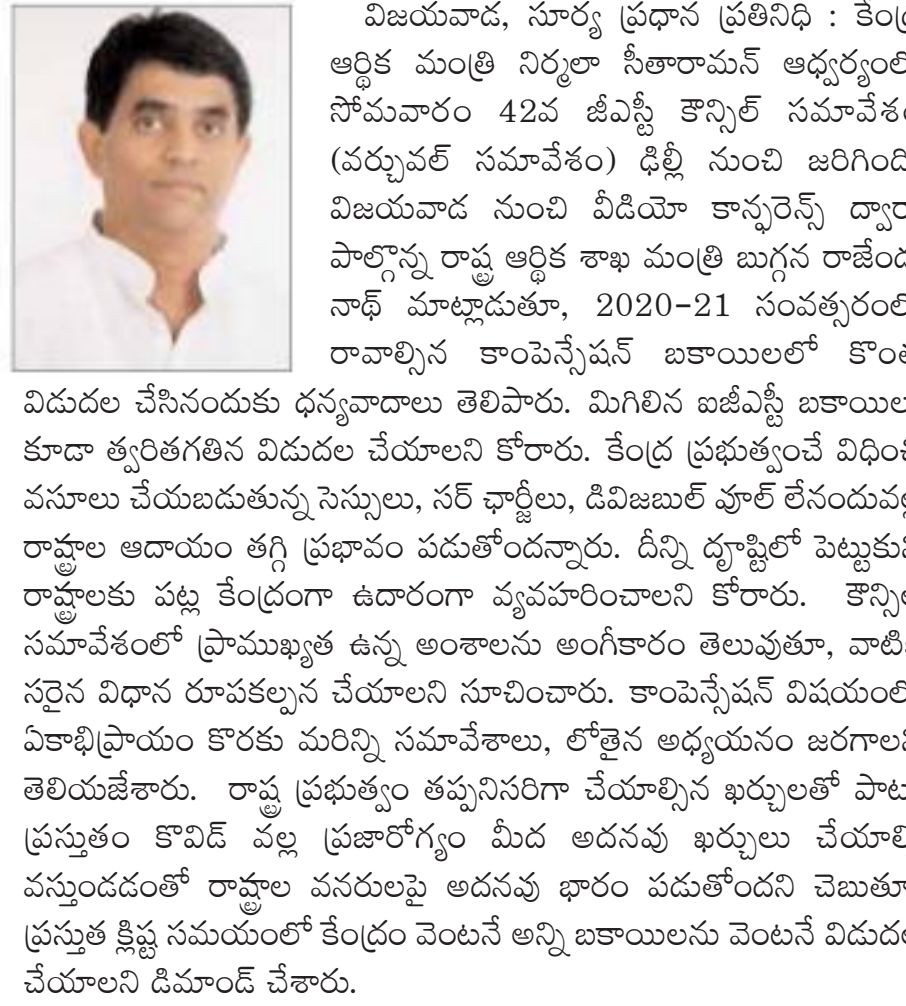 విజయవాడ, సూర్య ప్రధాన ప్రతినిధి : కేంద్ర
ఆర్థిక మంత్రి నిర్మలా సీతారామన్ ఆధ్వర్యంలో
సోమవారం 42వ జీఎస్టీ కౌన్సిల్ సమావేశం
(వర్చువల్ సమావేశం) ఢిల్లీ నుంచి జరిగింది.
విజయవాడ నుంచి వీడియో కాన్ఫరెన్స్ ద్వారా
పాల్గొన్న రాష్ట్ర ఆర్థిక శాఖ మంత్రి బుగ్గన రాజేంద్ర
నాథ్ మాట్లాడుతూ, 2020-21 సంవత్సరంలో
రావాల్సిన కాంపెన్సేషన్ బకాయిలలో కొంత
విడుదల చేసినందుకు ధన్యవాదాలు తెలిపారు. మిగిలిన ఐజీఎస్టీ బకాయిలు
కూడా త్వరితగతిన విడుదల చేయాలని కోరారు. కేంద్ర ప్రభుత్వంచే విధించి
వసూలు చేయబడుతున్న సెస్సులు, సర్ ఛార్జీలు, డివిజబుల్ వూల్ లేనందువల్ల
రాష్ట్రాల ఆదాయం తగ్గి ప్రభావం పడుతోందన్నారు. దీన్ని దృష్టిలో పెట్టుకుని
రాష్ట్రాలకు పట్ల కేంద్రంగా ఉదారంగా వ్యవహరించాలని కోరారు. కౌన్సిల్
సమావేశంలో ప్రాముఖ్యత ఉన్న అంశాలను అంగీకారం తెలువుతూ, వాటికి
సరైన విధాన రూపకల్పన చేయాలని సూచించారు. కాంపెన్సేషన్ విషయంలో
ఏకాభిప్రాయం కొరకు మరిన్ని సమావేశాలు, లోతైన అధ్యయనం జరగాలని
తెలియజేశారు. రాష్ట్ర ప్రభుత్వం తప్పనిసరిగా చేయాల్సిన ఖర్చులతో పాటు
ప్రస్తుతం కొవిడ్ వల్ల ప్రజారోగ్యం మీద అదనవు ఖర్చులు చేయాల్సి
వస్తుండడంతో రాష్ట్రాల వనరులపై అదనవు భారం పడుతోందని చెబుతూ
ప్రస్తుత క్లిష్ట సమయంలో కేంద్రం వెంటనే అన్ని బకాయిలను వెంటనే విడుదల
చేయాలని డిమాండ్ చేశారు.